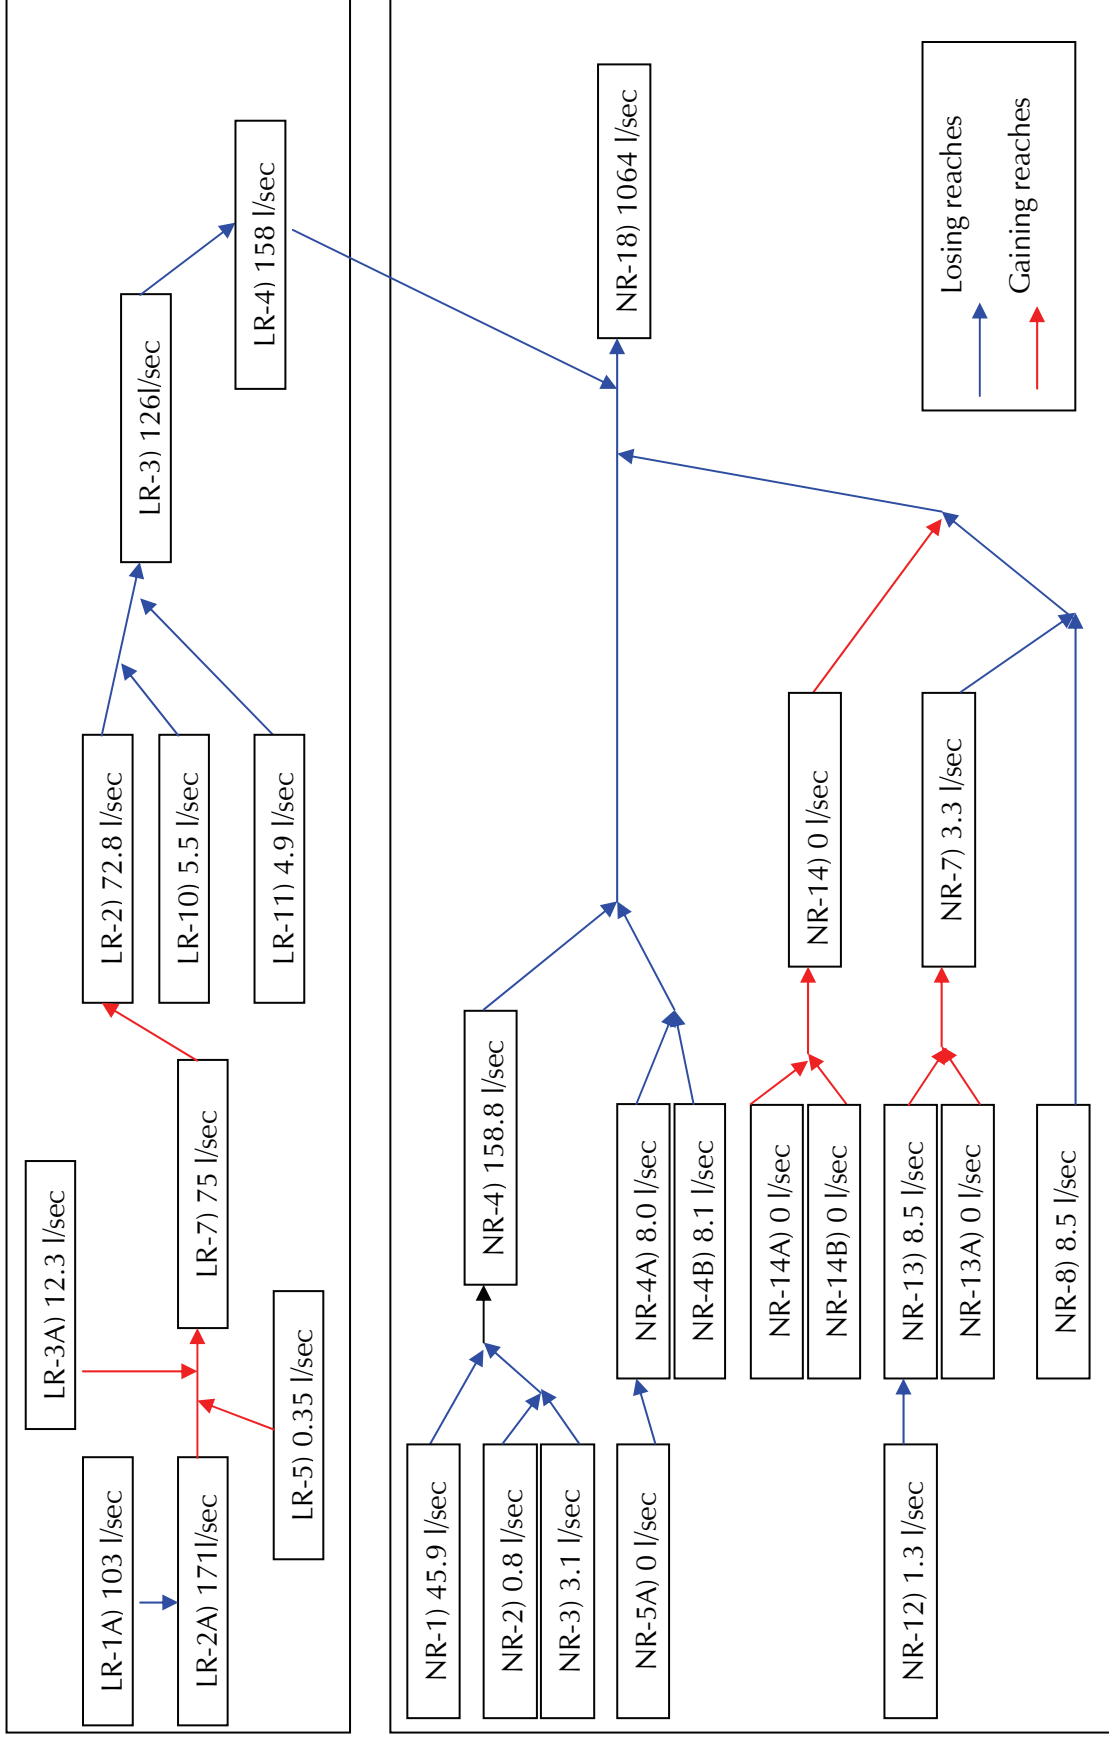 LR-1A) 103 l/sec
LR-2A) 171l/sec
LR-3A) 12.3 l/sec
LR-5) 0.35 l/sec
LR-7) 75 l/sec
LR-2) 72.8 l/sec
LR-10) 5.5 l/sec
LR-11) 4.9 l/sec
LR-3) 126l/sec
LR-4) 158 l/sec
NR-1) 45.9 l/sec
NR-2) 0.8 l/sec
NR-3) 3.1 l/sec
NR-5A) 0 l/sec
NR-12) 1.3 l/sec
NR-4) 158.8 l/sec
NR-4A) 8.0 l/sec
NR-4B) 8.1 l/sec
NR-14A) 0 l/sec
NR-14B) 0 l/sec
NR-13) 8.5 l/sec
NR-13A) 0 l/sec
NR-8) 8.5 l/sec
NR-14) 0 l/sec
NR-7) 3.3 l/sec
NR-18) 1064 l/sec
Losing reaches
Gaining reaches